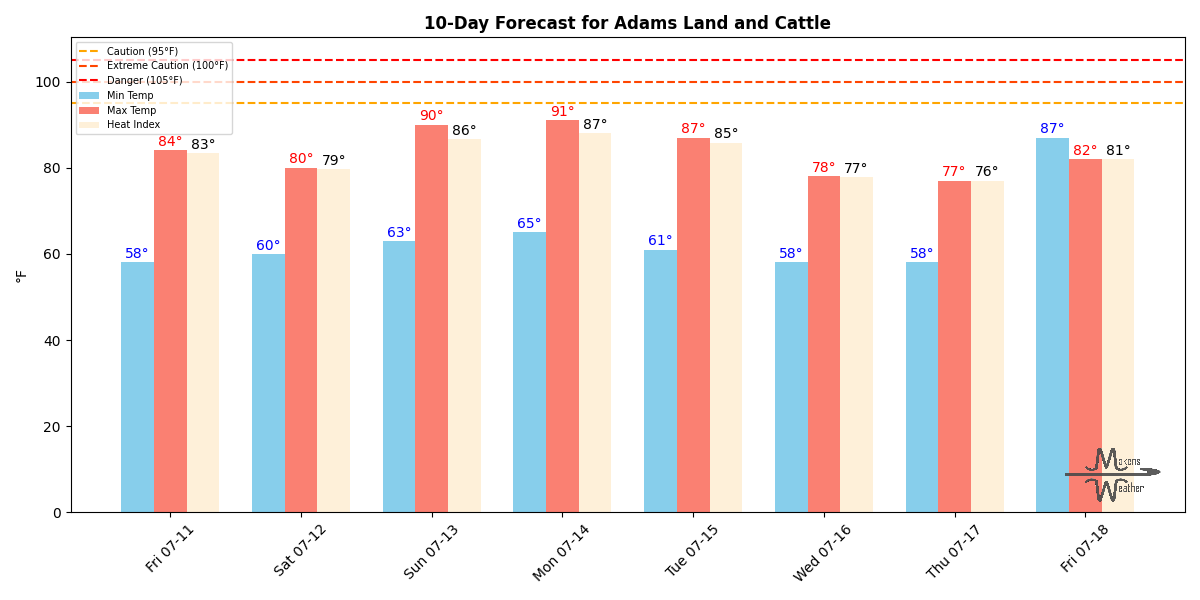 10-Day Forecast for Adams Land and Cattle
Caution (95°F)
Extreme Caution (100°F)
Danger (105°F)
Min Temp
Max Temp
Heat Index
°F
100
80
60
40
20
0
58° 84° 83°
60° 80° 79°
63° 90° 86°
65° 91° 87°
61° 87° 85°
58° 78° 77°
58° 77° 76°
87° 82° 81°
Fri 07-11
Sat 07-12
Sun 07-13
Mon 07-14
Tue 07-15
Wed 07-16
Thu 07-17
Fri 07-18